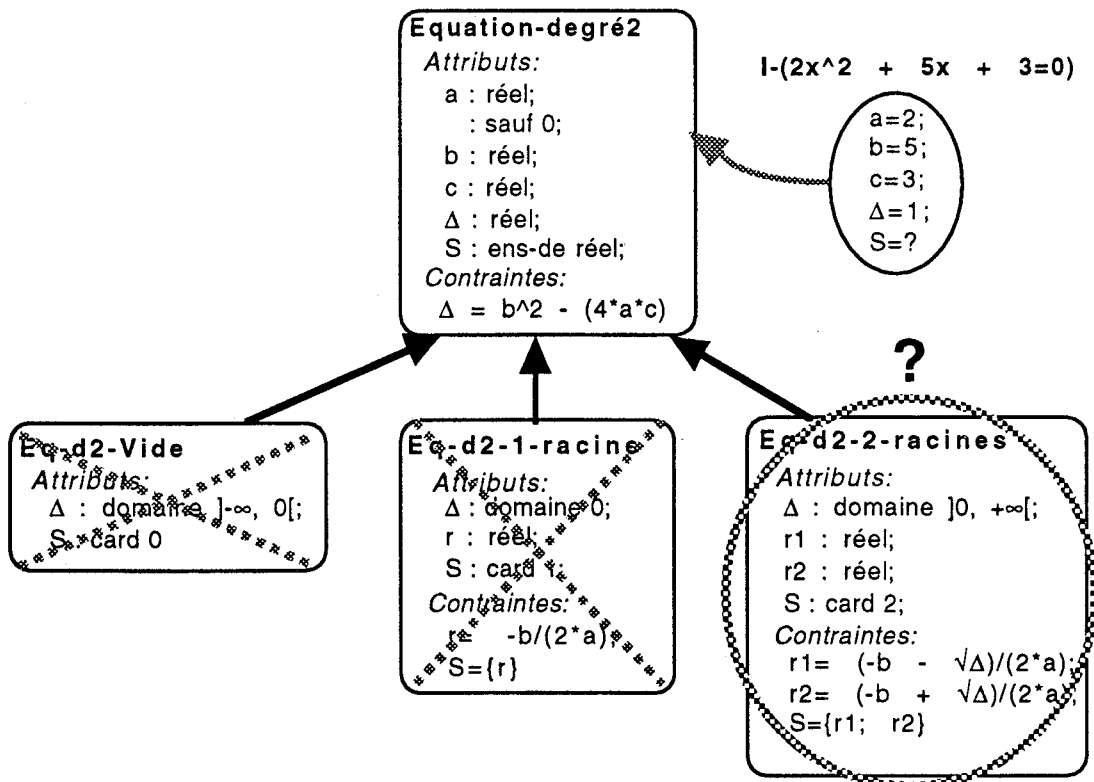 Equation-degré2
Attributs:
a : réel;
: sauf 0;
b : réel;
c : réel;
Δ : réel;
S : ens-de réel;
Contraintes:
Δ = b^2 - (4*a*c)
I-(2x^2 + 5x + 3=0)
a=2;
b=5;
c=3;
Δ=1;
S=?
?
Eq-d2-Vide
Attributs:
Δ : domaine ]-∞, 0[;
S : card 0
Eq-d2-1-racine
Attributs:
Δ : domaine 0;
r : réel;
S : card 1;
Contraintes:
r= -b/(2*a);
S={r}
Eq-d2-2-racines
Attributs:
Δ : domaine ]0, +∞[;
r1 : réel;
r2 : réel;
S : card 2;
Contraintes:
r1= (-b - √Δ)/(2*a);
r2= (-b + √Δ)/(2*a);
S={r1; r2}